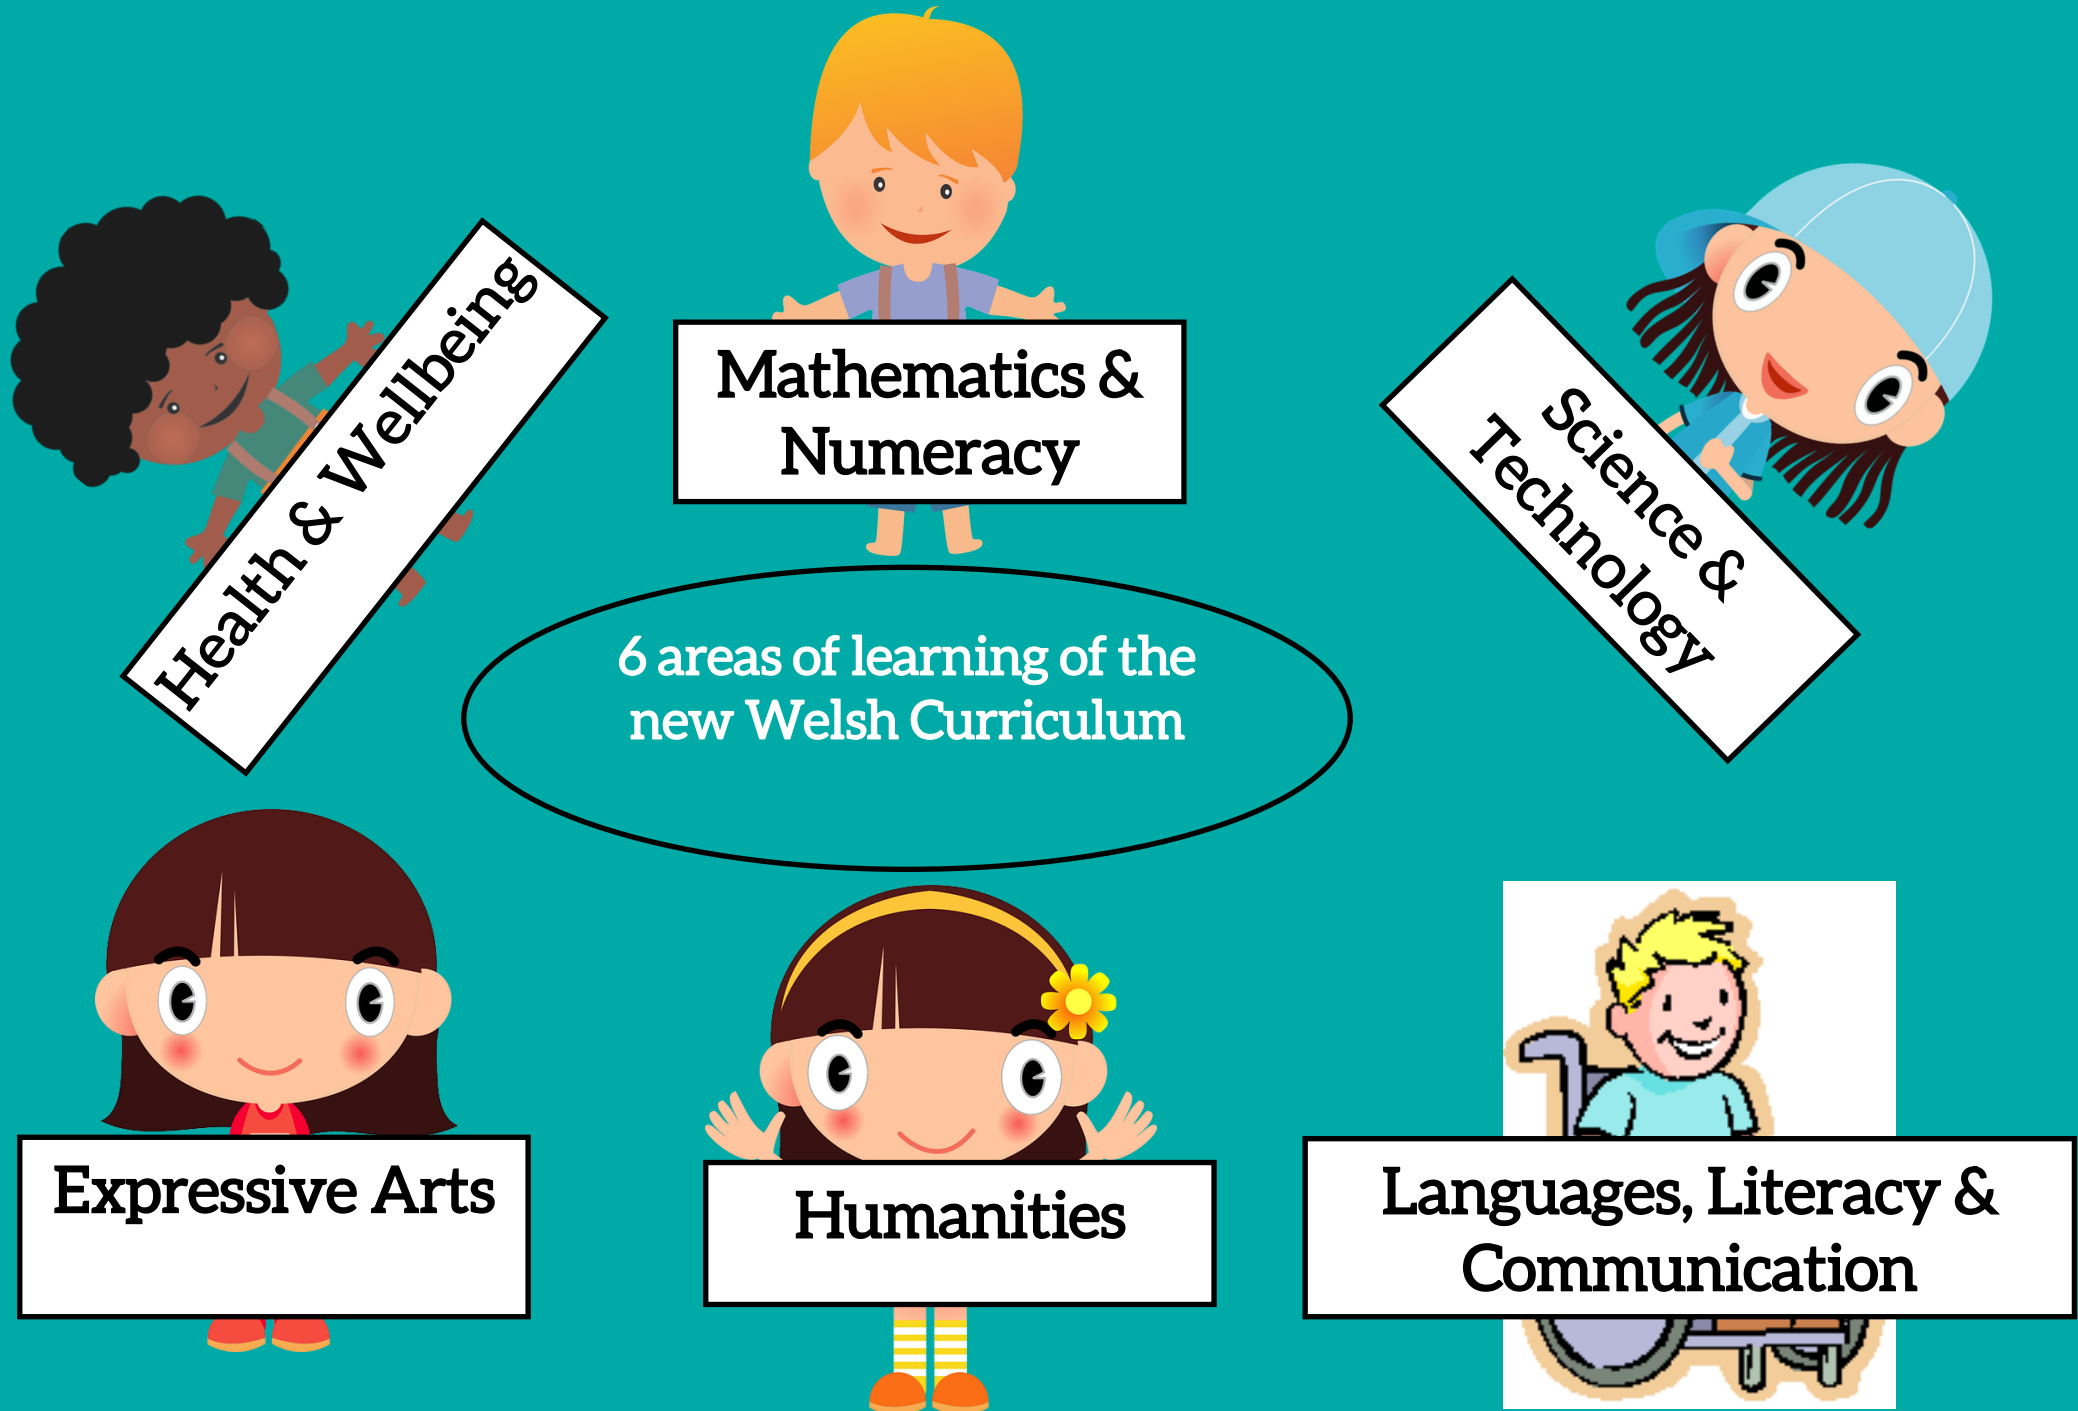 Health & Wellbeing
Mathematics &
Numeracy
Science &
Technology
6 areas of learning of the
new Welsh Curriculum
Expressive Arts
Humanities
Languages, Literacy &
Communication